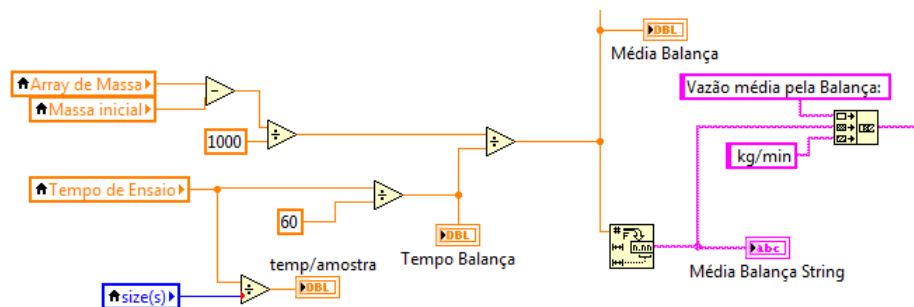 DBL
Média Balança
Array de Massa
Massa inicial
Vazão média pela Balança:
1000
kg/min
Tempo de Ensaio
60
DBL
Tempo Balança
# F n.nn
temp/amostra
DBL
abc
Média Balança String
size(s)